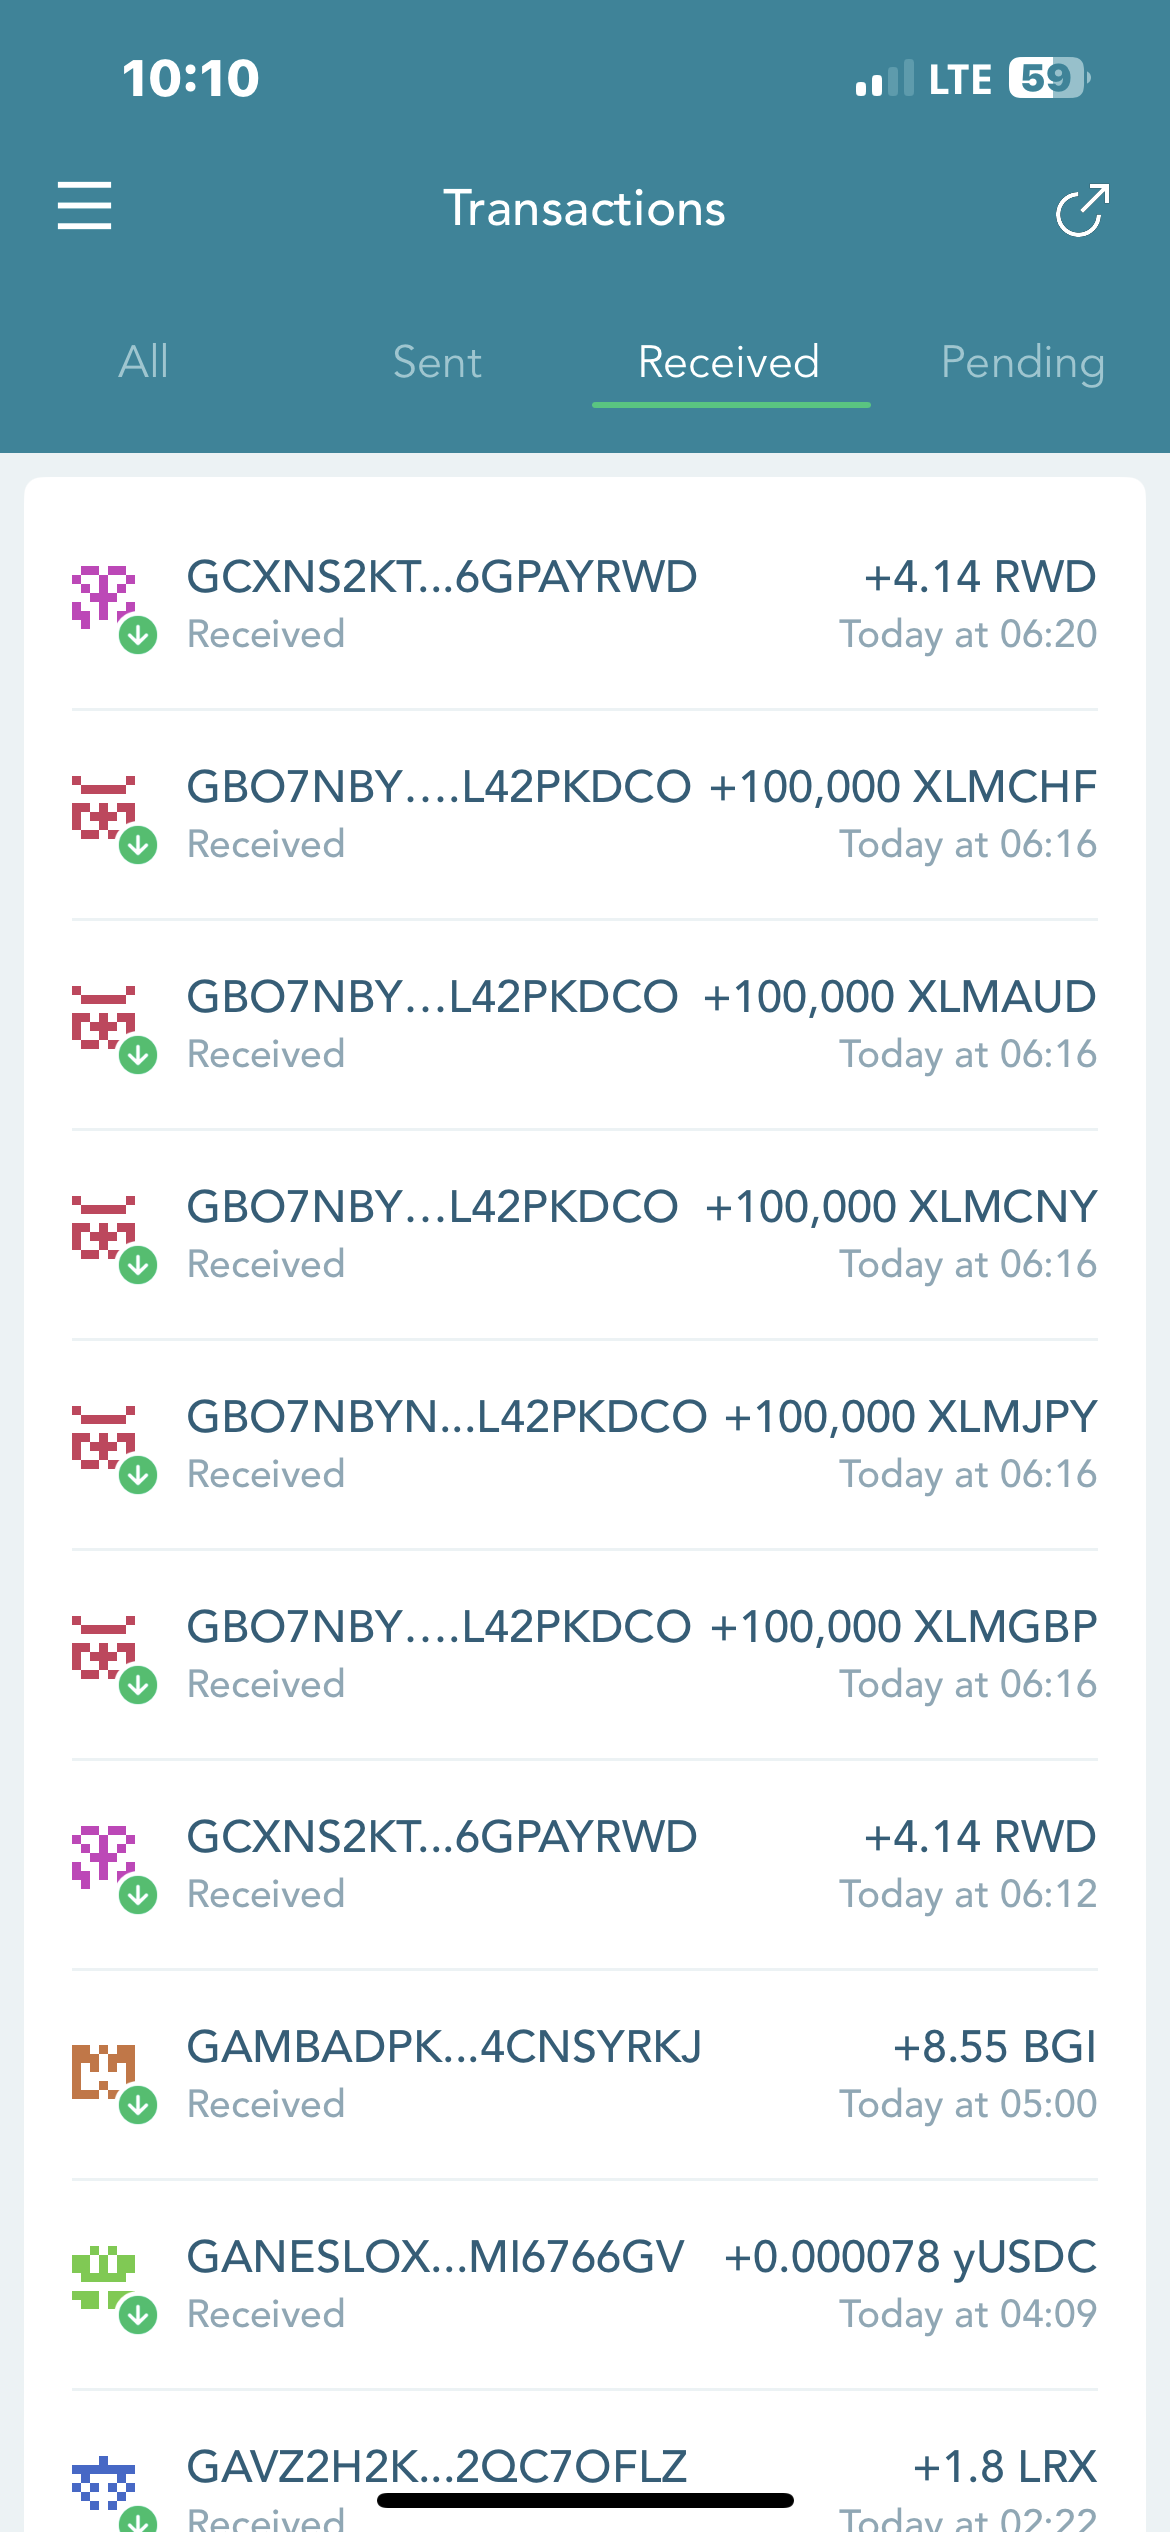 10:10 LTE 59
Transactions
All Sent Received Pending
GCXNS2KT...6GPAYRWD +4.14 RWD
Received Today at 06:20
GBO7NBY....L42PKDCO +100,000 XLMCHF
Received Today at 06:16
GBO7NBY...L42PKDCO +100,000 XLMAUD
Received Today at 06:16
GBO7NBY...L42PKDCO +100,000 XLMCNY
Received Today at 06:16
GBO7NBYN...L42PKDCO +100,000 XLMJPY
Received Today at 06:16
GBO7NBY....L42PKDCO +100,000 XLMGBP
Received Today at 06:16
GCXNS2KT...6GPAYRWD +4.14 RWD
Received Today at 06:12
GAMBADPK...4CNSYRKJ +8.55 BGI
Received Today at 05:00
GANESLOX...MI6766GV +0.000078 yUSDC
Received Today at 04:09
GAVZ2H2K...2QC7OFLZ +1.8 LRX
Received Today at 02:22